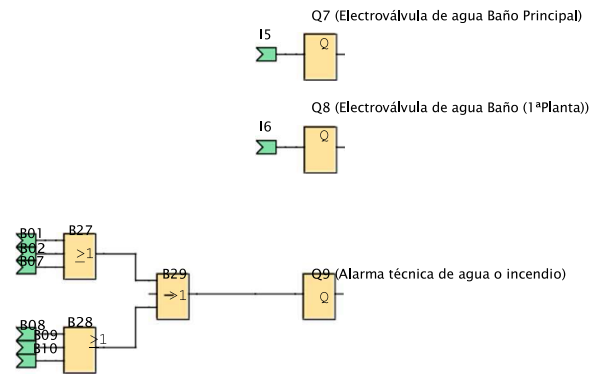 Q7 (Electroválvula de agua Baño Principal)
I5
Q
Q8 (Electroválvula de agua Baño (1ªPlanta))
I6
Q
B01
B27
B02
≥1
B07
B29
Q9 (Alarma técnica de agua o incendio)
≥1
Q
B08
B28
B09
≥1
B10